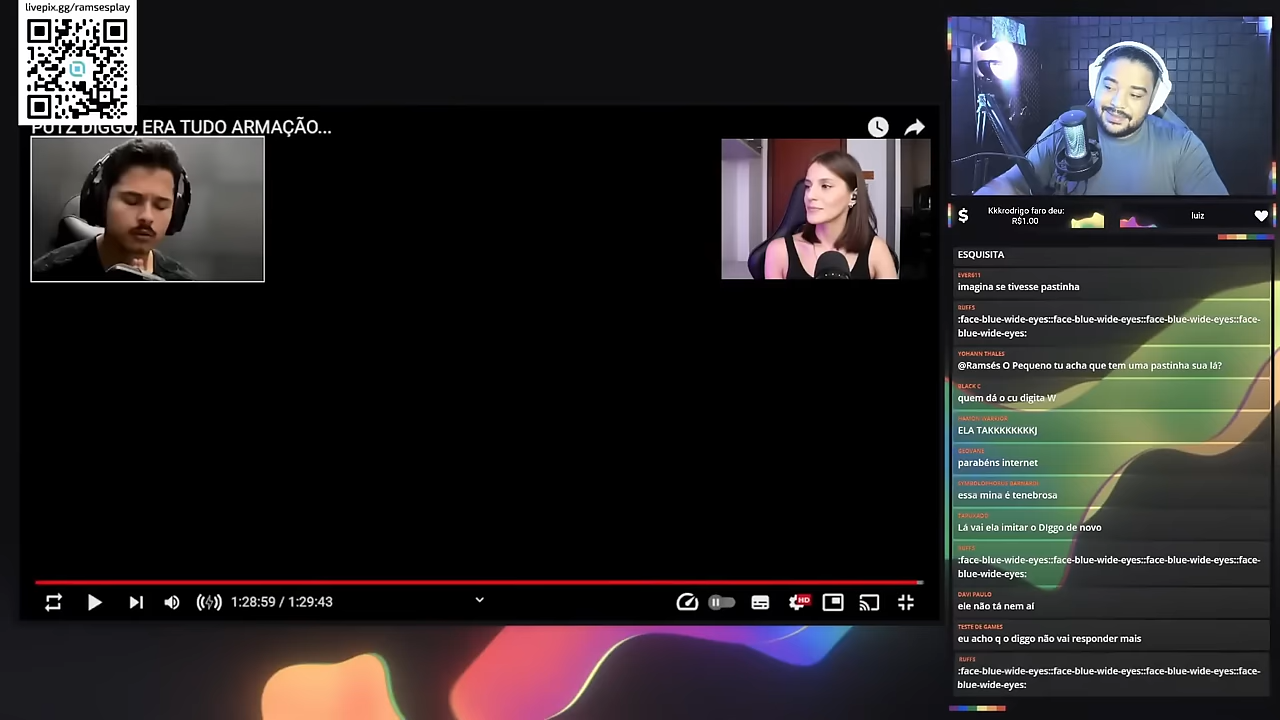 livepix.gg/ramsesplay
PUTZ DIGGO, ERA TUDO ARMAÇÃO...
HD
1:28:59 / 1:29:43
$
Kkkrodrigo faro deu:
R$1.00
luiz
ESQUISITA
EVER611
imagina se tivesse pastinha
RUFFS
:face-blue-wide-eyes::face-blue-wide-eyes::face-blue-wide-eyes::face-
blue-wide-eyes:
YOHANN THALES
@Ramsés O Pequeno tu acha que tem uma pastinha sua lá?
BLACK C
quem dá o cu digita W
ELA TAKKKKKKKKJ
GEOVANE
parabéns internet
essa mina é tenebrosa
Lá vai ela imitar o DIggo de novo
RUFFS
:face-blue-wide-eyes::face-blue-wide-eyes::face-blue-wide-eyes::face-
blue-wide-eyes:
DAVI PAULO
ele não tá nem aí
TESTE DE GAMES
eu acho q o diggo não vai responder mais
RUFFS
:face-blue-wide-eyes::face-blue-wide-eyes::face-blue-wide-eyes::face-
blue-wide-eyes: